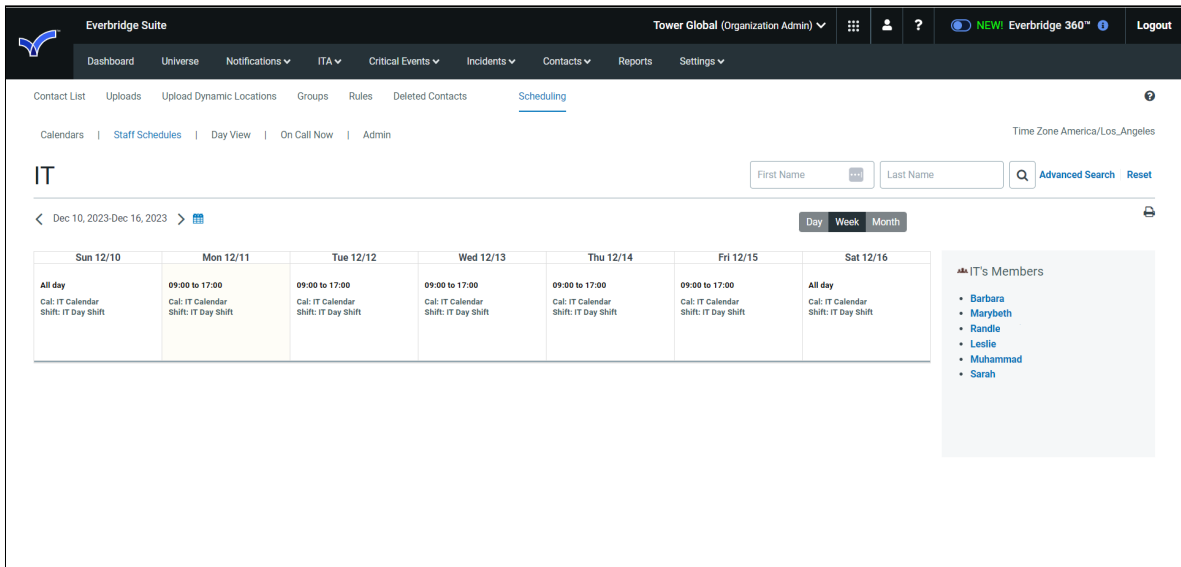 Everbridge Suite
Tower Global (Organization Admin)
?
NEW! Everbridge 360™
Logout
Dashboard Universe Notifications ITA Critical Events Incidents Contacts Reports Settings
Contact List Uploads Upload Dynamic Locations Groups Rules Deleted Contacts Scheduling
Calendars | Staff Schedules | Day View | On Call Now | Admin
Time Zone America/Los_Angeles
IT
First Name
Last Name
Advanced Search Reset
Dec 10, 2023-Dec 16, 2023
Day Week Month
Sun 12/10 Mon 12/11 Tue 12/12 Wed 12/13 Thu 12/14 Fri 12/15 Sat 12/16
All day 09:00 to 17:00 09:00 to 17:00 09:00 to 17:00 09:00 to 17:00 09:00 to 17:00 All day
Cal: IT Calendar Cal: IT Calendar Cal: IT Calendar Cal: IT Calendar Cal: IT Calendar Cal: IT Calendar Cal: IT Calendar
Shift: IT Day Shift Shift: IT Day Shift Shift: IT Day Shift Shift: IT Day Shift Shift: IT Day Shift Shift: IT Day Shift Shift: IT Day Shift
IT's Members
Barbara
Marybeth
Randle
Leslie
Muhammad
Sarah